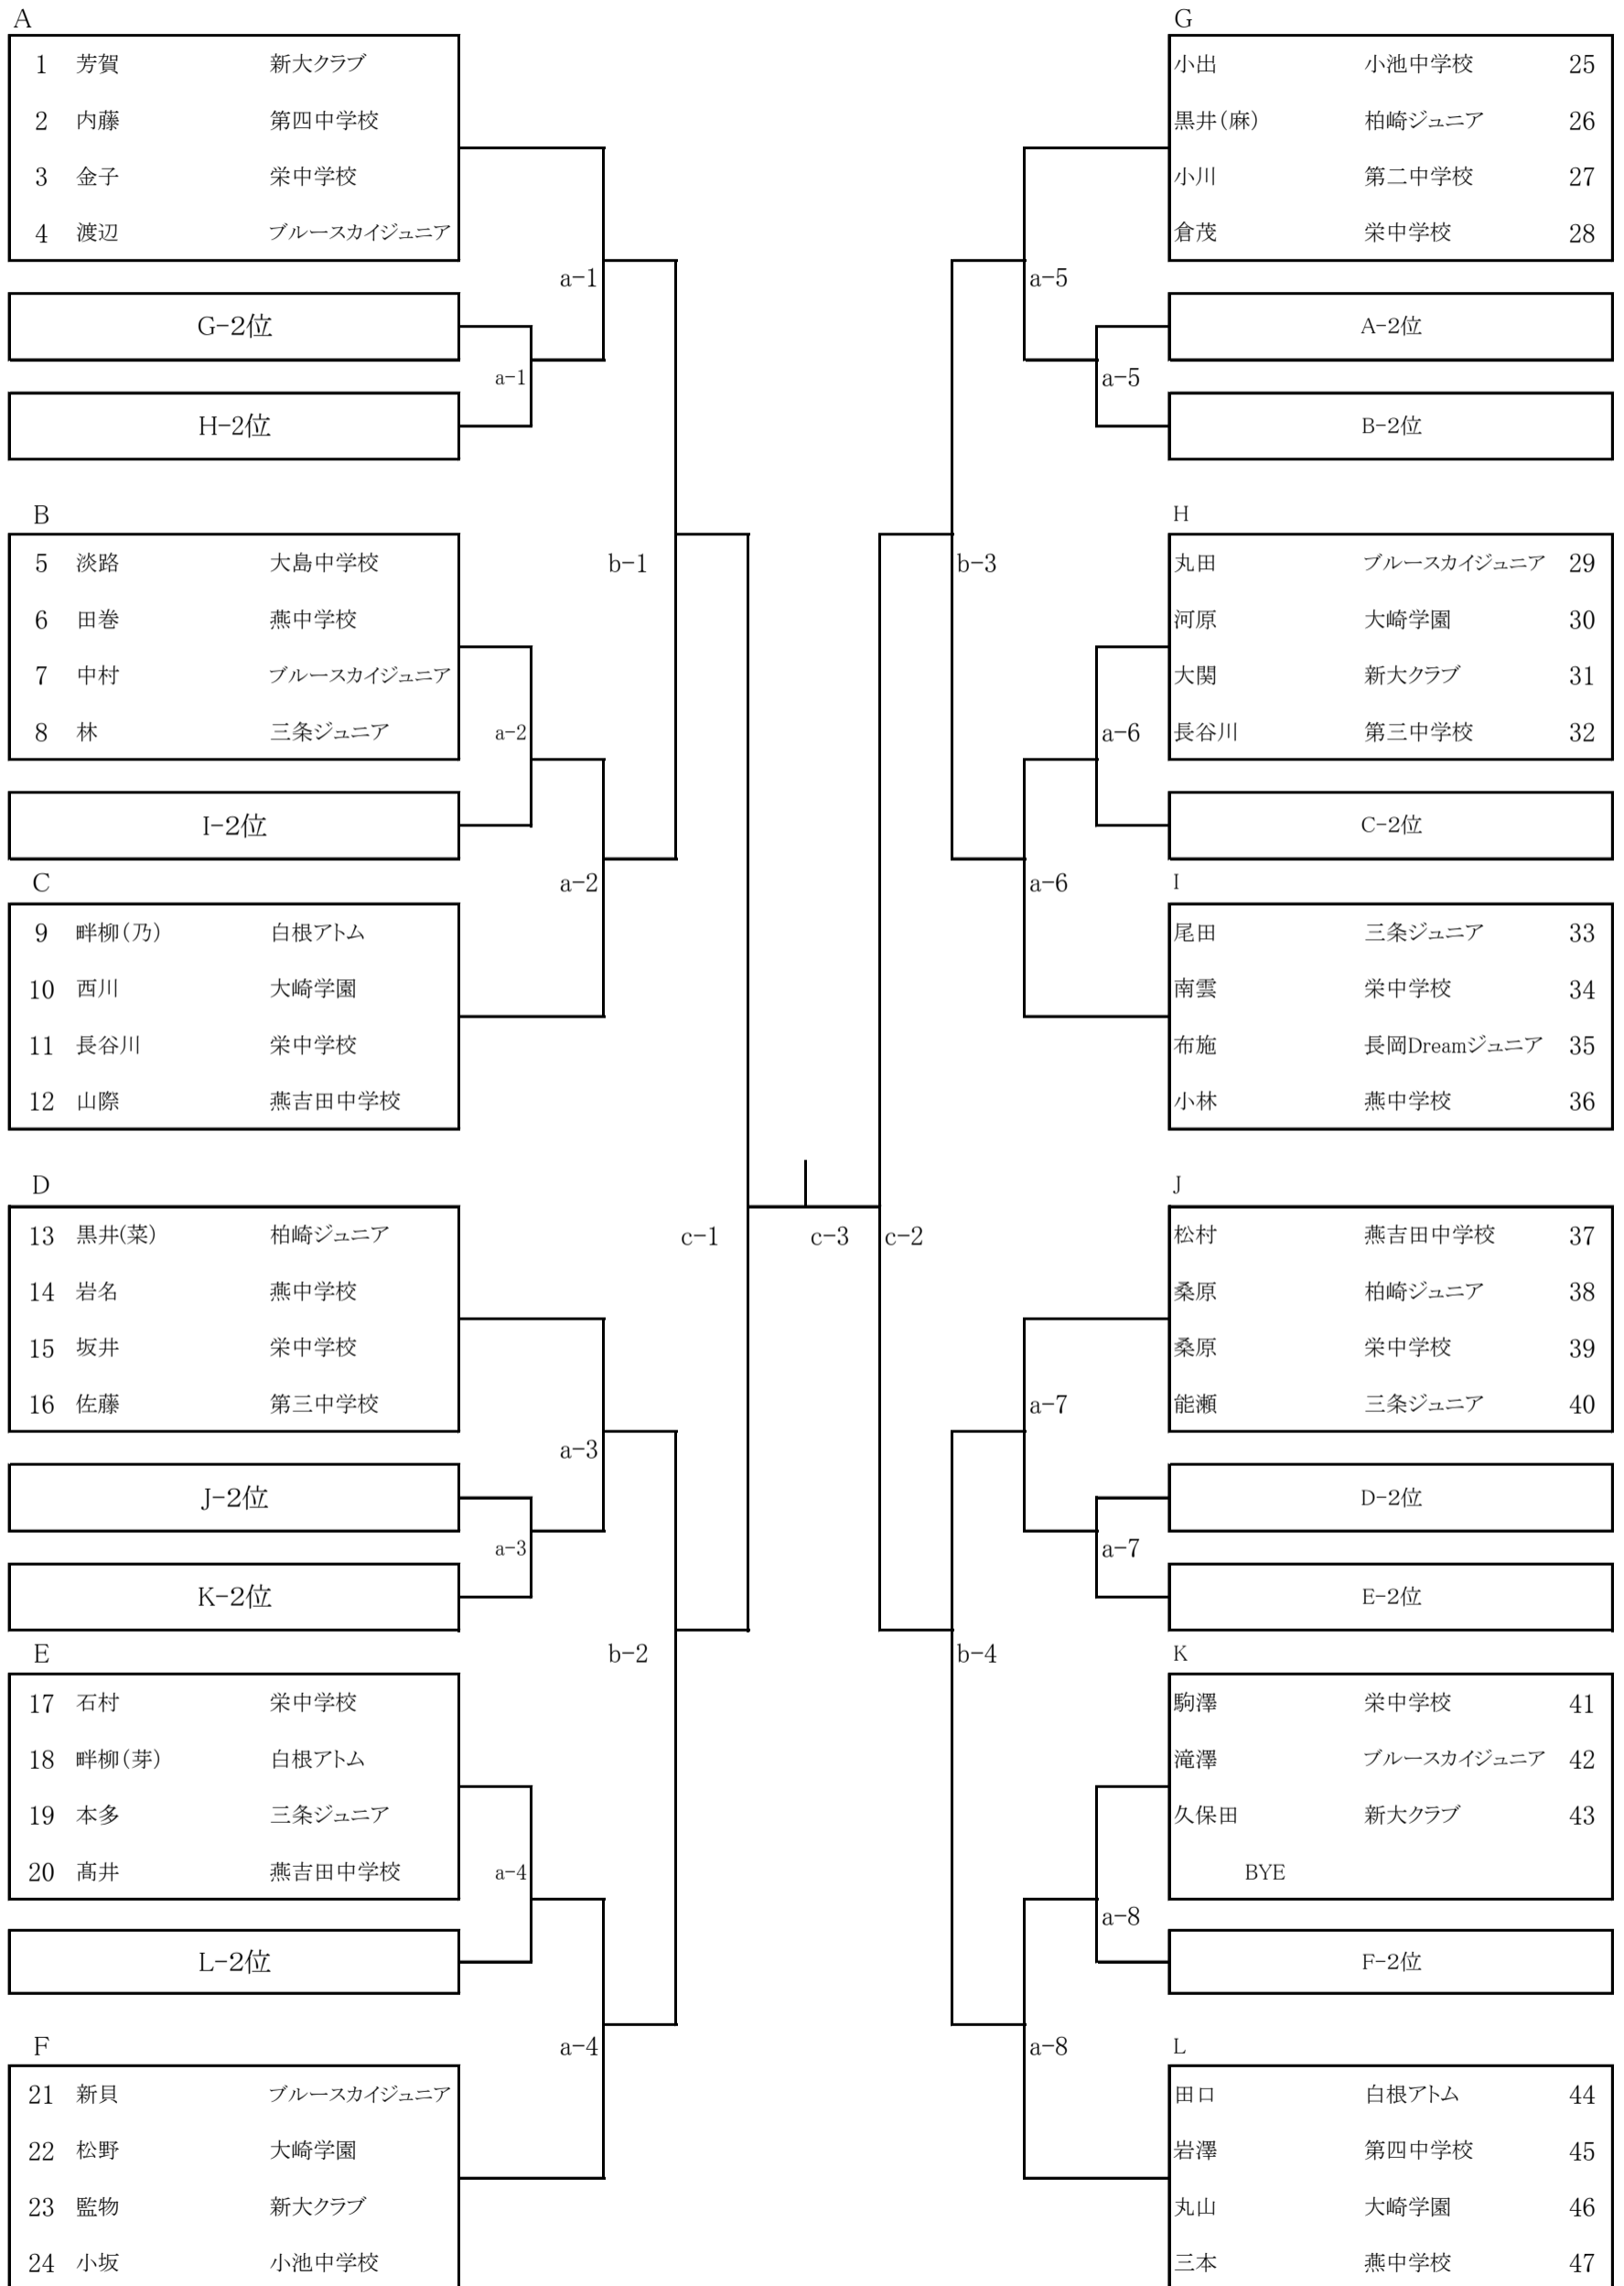 A
1 芳賀 新大クラブ
2 内藤 第四中学校
3 金子 栄中学校
4 渡辺 ブルースカイジュニア
a-1
G-2位
a-1
H-2位
B
5 淡路 大島中学校
b-1
6 田巻 燕中学校
7 中村 ブルースカイジュニア
8 林 三条ジュニア
a-2
I-2位
C
a-2
9 畔柳(乃) 白根アトム
10 西川 大崎学園
11 長谷川 栄中学校
12 山際 燕吉田中学校
D
13 黒井(菜) 柏崎ジュニア
c-1
14 岩名 燕中学校
15 坂井 栄中学校
16 佐藤 第三中学校
a-3
J-2位
a-3
K-2位
E
b-2
17 石村 栄中学校
18 畔柳(芽) 白根アトム
19 本多 三条ジュニア
20 髙井 燕吉田中学校
a-4
L-2位
F
a-4
21 新貝 ブルースカイジュニア
22 松野 大崎学園
23 監物 新大クラブ
24 小坂 小池中学校
c-3
G
小出 小池中学校 25
黒井(麻) 柏崎ジュニア 26
小川 第二中学校 27
倉茂 栄中学校 28
a-5
A-2位
a-5
B-2位
H
b-3
丸田 ブルースカイジュニア 29
河原 大崎学園 30
大関 新大クラブ 31
a-6
長谷川 第三中学校 32
C-2位
a-6
I
尾田 三条ジュニア 33
南雲 栄中学校 34
布施 長岡Dreamジュニア 35
小林 燕中学校 36
J
c-2
松村 燕吉田中学校 37
桑原 柏崎ジュニア 38
桑原 栄中学校 39
a-7
能瀬 三条ジュニア 40
D-2位
a-7
E-2位
b-4
K
駒澤 栄中学校 41
滝澤 ブルースカイジュニア 42
久保田 新大クラブ 43
BYE
a-8
F-2位
a-8
L
田口 白根アトム 44
岩澤 第四中学校 45
丸山 大崎学園 46
三本 燕中学校 47